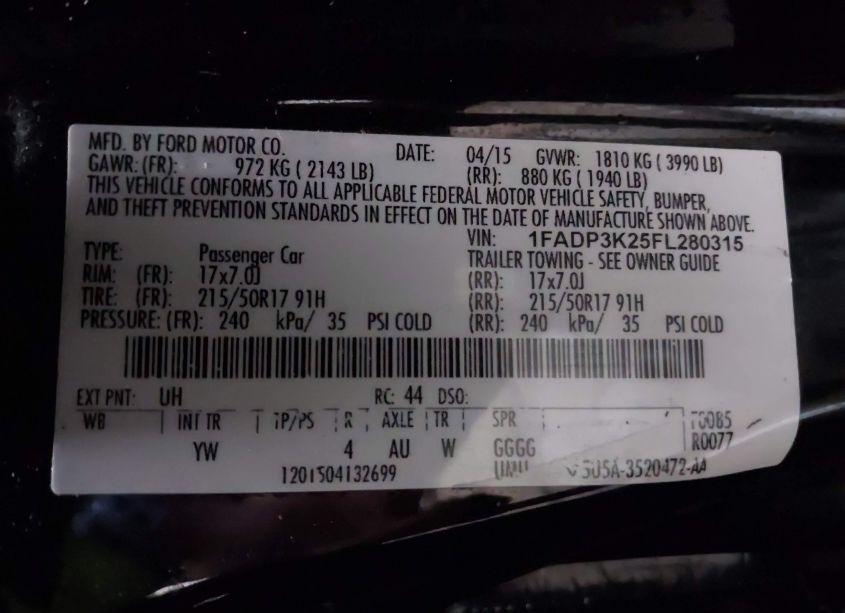 MFD. BY FORD MOTOR CO. DATE: 04/15 GVWR: 1810 KG ( 3990 LB)
GAWR: (FR): 972 KG ( 2143 LB) (RR): 880 KG ( 1940 LB)
THIS VEHICLE CONFORMS TO ALL APPLICABLE FEDERAL MOTOR VEHICLE SAFETY, BUMPER,
AND THEFT PREVENTION STANDARDS IN EFFECT ON THE DATE OF MANUFACTURE SHOWN ABOVE.
VIN: 1FADP3K25FL280315
TYPE: Passenger Car TRAILER TOWING - SEE OWNER GUIDE
RIM: (FR): 17x7.0J (RR): 17x7.0J
TIRE: (FR): 215/50R17 91H (RR): 215/50R17 91H
PRESSURE: (FR): 240 kPa/ 35 PSI COLD (RR): 240 kPa/ 35 PSI COLD
EXT PNT: UH RC: 44 DSO:
WB INT TR TP/PS R AXLE TR SPR T0085
YW 4 AU W GGGG R0077
1201504132699